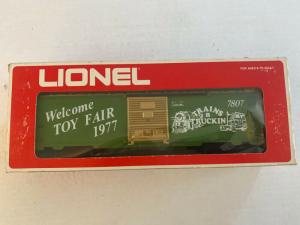 LIONEL
Welcome
TOY FAIR
1977
7807
TRAINS
N
TRUCKIN